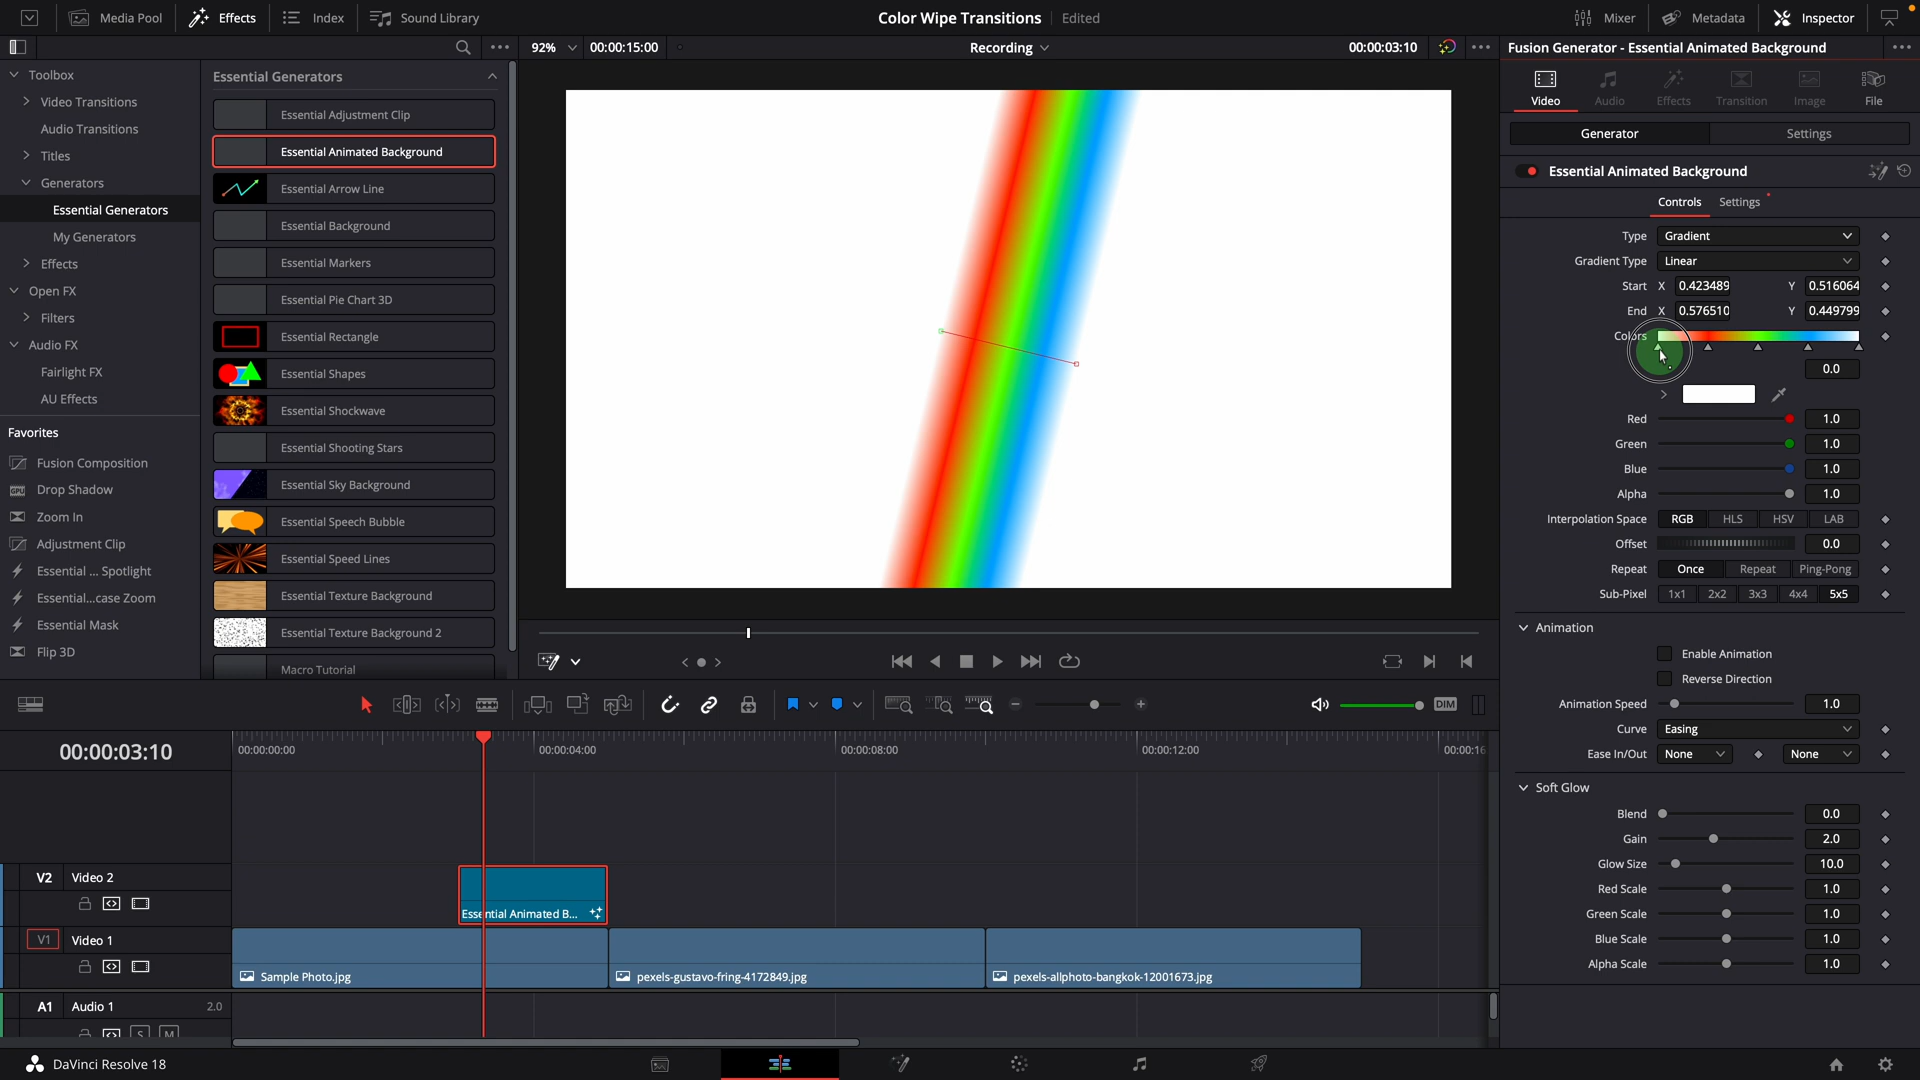 Media Pool
Effects
Index
Sound Library
Color Wipe Transitions
Edited
Mixer
Metadata
Inspector
92%
00:00:15:00
Recording
00:00:03:10
Fusion Generator - Essential Animated Background
Toolbox
Video Transitions
Audio Transitions
Titles
Generators
Essential Generators
My Generators
Effects
Open FX
Filters
Audio FX
Fairlight FX
AU Effects
Favorites
Fusion Composition
Drop Shadow
Zoom In
Adjustment Clip
Essential ... Spotlight
Essential...case Zoom
Essential Mask
Flip 3D
Essential Generators
Essential Adjustment Clip
Essential Animated Background
Essential Arrow Line
Essential Background
Essential Markers
Essential Pie Chart 3D
Essential Rectangle
Essential Shapes
Essential Shockwave
Essential Shooting Stars
Essential Sky Background
Essential Speech Bubble
Essential Speed Lines
Essential Texture Background
Essential Texture Background 2
Macro Tutorial
Video
Audio
Effects
Transition
Image
File
Generator
Settings
Essential Animated Background
Controls
Settings
Type Gradient
Gradient Type Linear
Start X 0.423489 Y 0.516064
End X 0.576510 Y 0.449799
Colors
0.0
Red 1.0
Green 1.0
Blue 1.0
Alpha 1.0
Interpolation Space RGB HLS HSV LAB
Offset 0.0
Repeat Once Repeat Ping-Pong
Sub-Pixel 1x1 2x2 3x3 4x4 5x5
Animation
Enable Animation
Reverse Direction
Animation Speed 1.0
Curve Easing
Ease In/Out None None
Soft Glow
Blend 0.0
Gain 2.0
Glow Size 10.0
Red Scale 1.0
Green Scale 1.0
Blue Scale 1.0
Alpha Scale 1.0
DIM
00:00:03:10
00:00:00:00
00:00:04:00
00:00:08:00
00:00:12:00
00:00:16
V2 Video 2
Essential Animated B...
V1 Video 1
Sample Photo.jpg
pexels-gustavo-fring-4172849.jpg
pexels-allphoto-bangkok-12001673.jpg
A1 Audio 1 2.0
S M
DaVinci Resolve 18